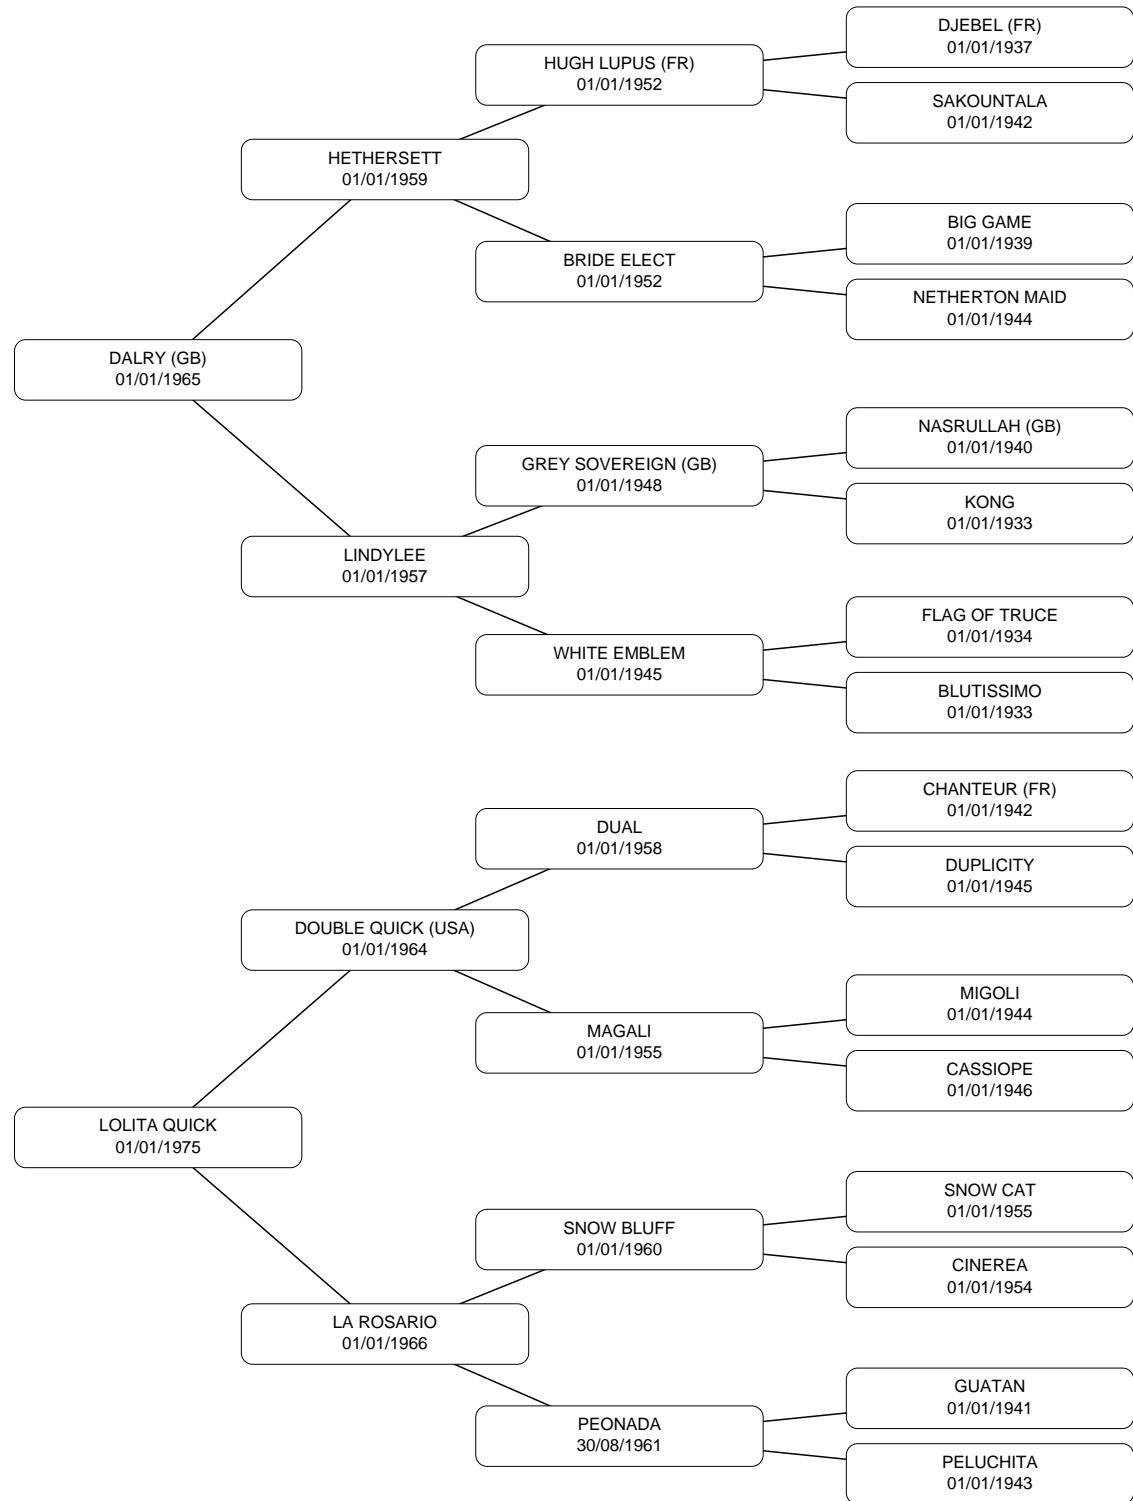 DJEBEL (FR)
01/01/1937
HUGH LUPUS (FR)
01/01/1952
SAKOUNTALA
01/01/1942
HETHERSETT
01/01/1959
BIG GAME
01/01/1939
BRIDE ELECT
01/01/1952
NETHERTON MAID
01/01/1944
DALRY (GB)
01/01/1965
NASRULLAH (GB)
01/01/1940
GREY SOVEREIGN (GB)
01/01/1948
KONG
01/01/1933
LINDYLEE
01/01/1957
FLAG OF TRUCE
01/01/1934
WHITE EMBLEM
01/01/1945
BLUTISSIMO
01/01/1933
CHANTEUR (FR)
01/01/1942
DUAL
01/01/1958
DUPLICITY
01/01/1945
DOUBLE QUICK (USA)
01/01/1964
MIGOLI
01/01/1944
MAGALI
01/01/1955
CASSIOPE
01/01/1946
LOLITA QUICK
01/01/1975
SNOW CAT
01/01/1955
SNOW BLUFF
01/01/1960
CINEREA
01/01/1954
LA ROSARIO
01/01/1966
GUATAN
01/01/1941
PEONADA
30/08/1961
PELUCHITA
01/01/1943